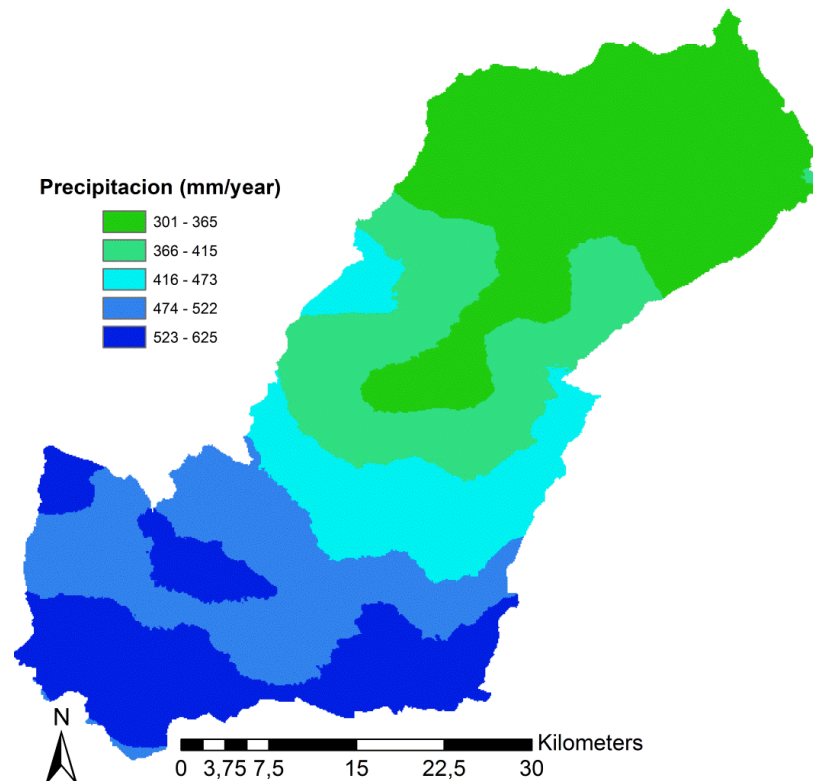 Precipitacion (mm/year)
301 - 365
366 - 415
416 - 473
474 - 522
523 - 625
N
Kilometers
0 3,75 7,5 15 22,5 30